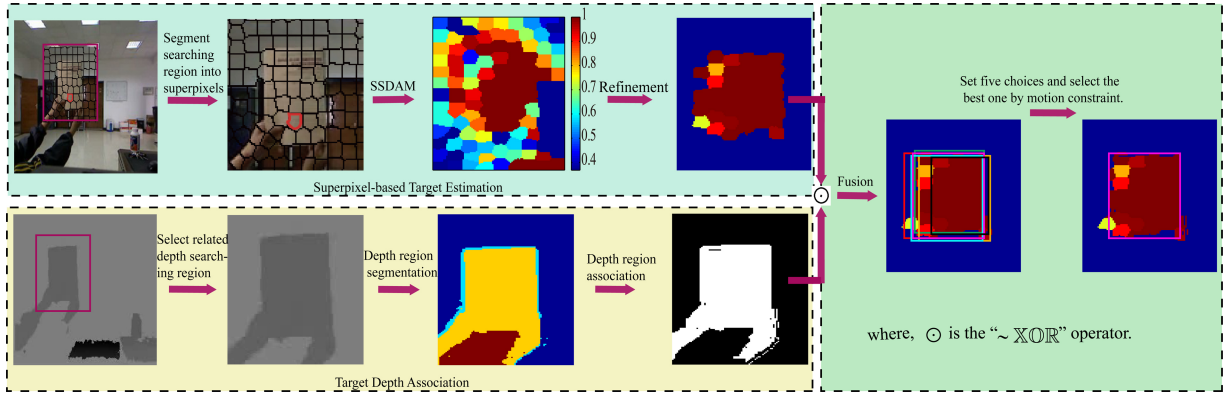 Segment
searching
region into
superpixels
SSDAM
1
0.9
0.8
0.7
0.6
0.5
0.4
Refinement
Superpixel-based Target Estimation
Select related
depth search-
ing region
Depth region
segmentation
Depth region
association
Target Depth Association
Fusion
Set five choices and select the
best one by motion constraint.
where, ⊙ is the “~ 𝕏𝕆ℝ” operator.